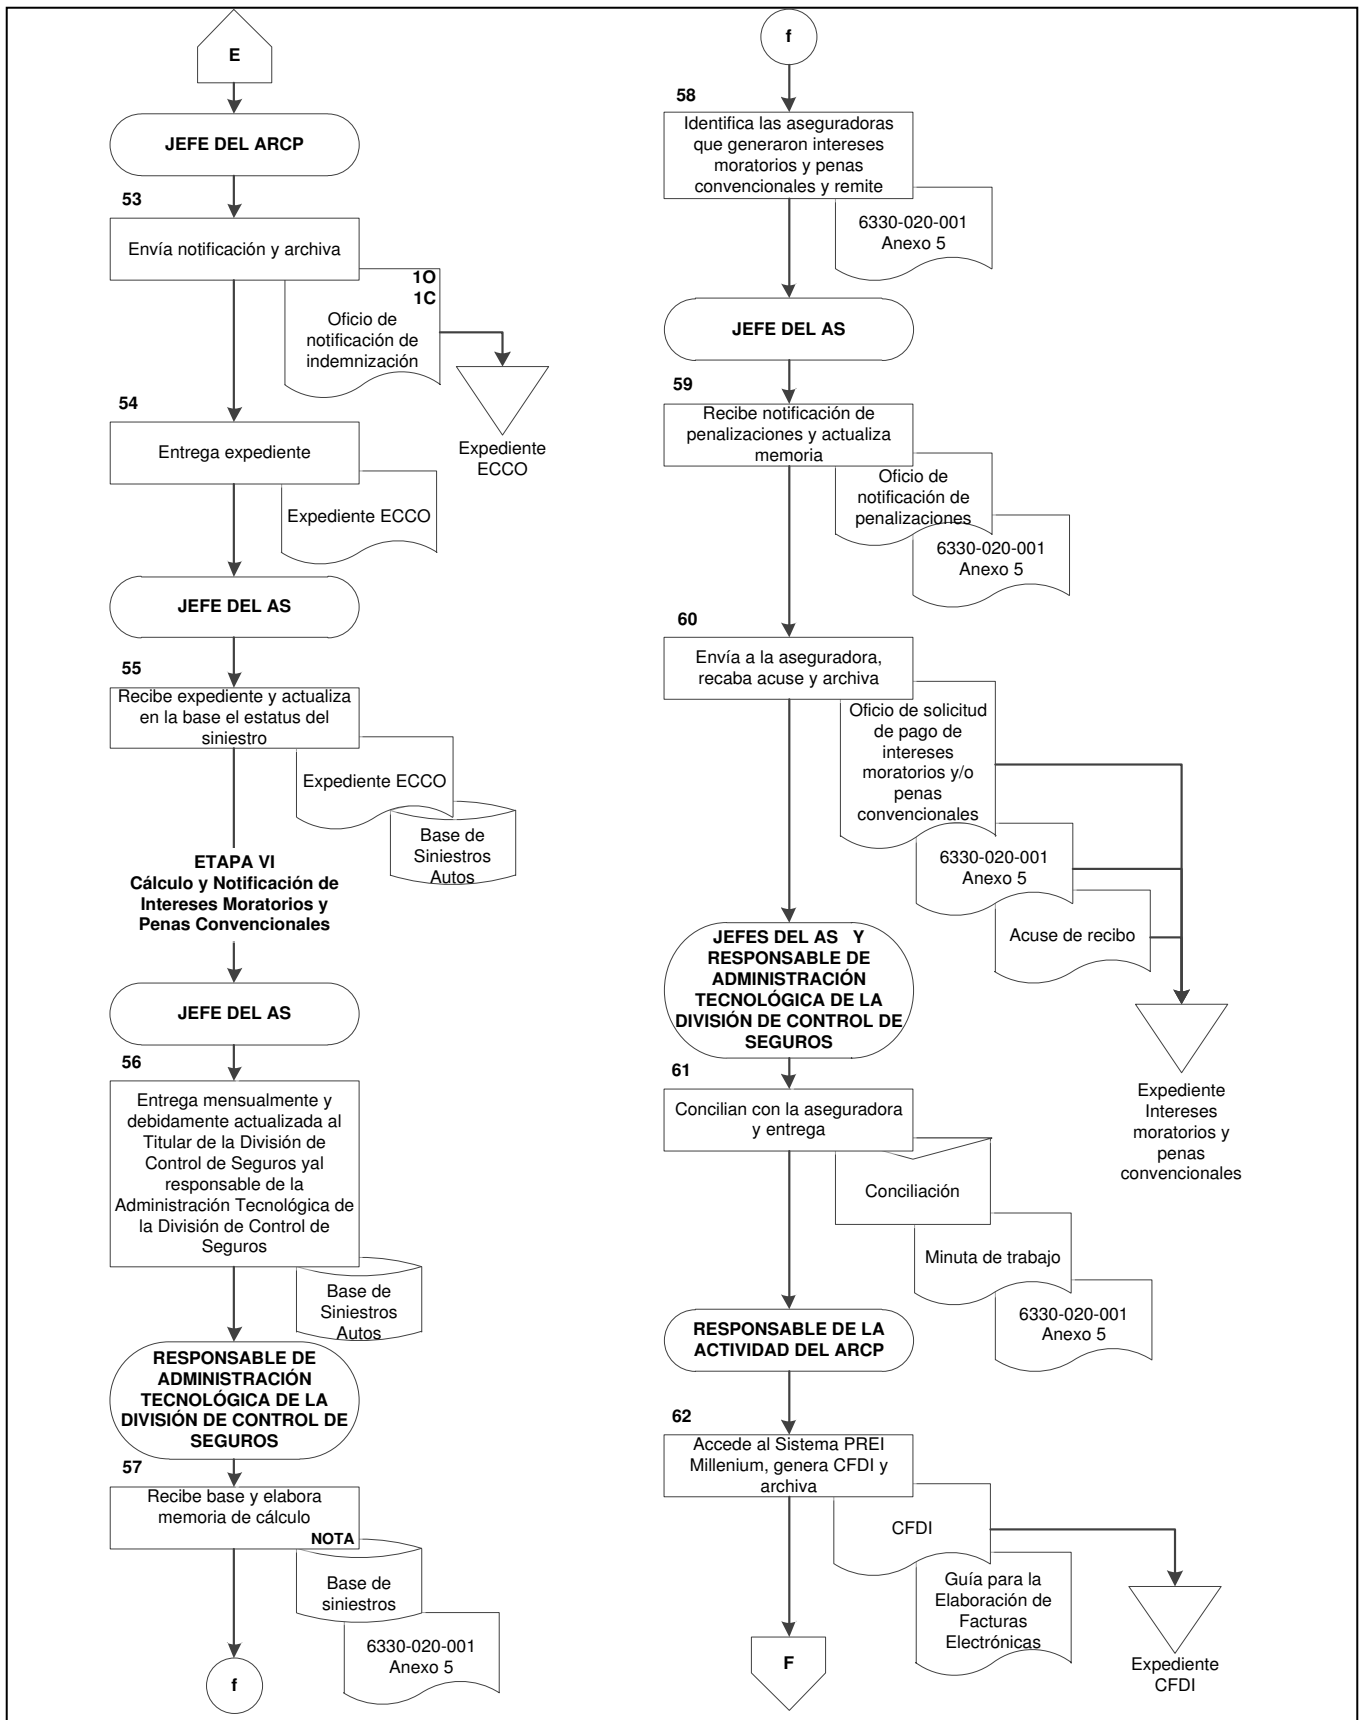 E
JEFE DEL ARCP
53
Envía notificación y archiva
1O
1C
Oficio de
notificación de
indemnización
Expediente
ECCO
54
Entrega expediente
Expediente ECCO
JEFE DEL AS
55
Recibe expediente y actualiza
en la base el estatus del
siniestro
Expediente ECCO
Base de
Siniestros
Autos
ETAPA VI
Cálculo y Notificación de
Intereses Moratorios y
Penas Convencionales
JEFE DEL AS
56
Entrega mensualmente y
debidamente actualizada al
Titular de la División de
Control de Seguros yal
responsable de la
Administración Tecnológica de
la División de Control de
Seguros
Base de
Siniestros
Autos
RESPONSABLE DE
ADMINISTRACIÓN
TECNOLÓGICA DE LA
DIVISIÓN DE CONTROL DE
SEGUROS
57
Recibe base y elabora
memoria de cálculo
NOTA
Base de
siniestros
6330-020-001
Anexo 5
f
f
58
Identifica las aseguradoras
que generaron intereses
moratorios y penas
convencionales y remite
6330-020-001
Anexo 5
JEFE DEL AS
59
Recibe notificación de
penalizaciones y actualiza
memoria
Oficio de
notificación de
penalizaciones
6330-020-001
Anexo 5
60
Envía a la aseguradora,
recaba acuse y archiva
Oficio de solicitud
de pago de
intereses
moratorios y/o
penas
convencionales
6330-020-001
Anexo 5
Acuse de recibo
Expediente
Intereses
moratorios y
penas
convencionales
JEFES DEL AS Y
RESPONSABLE DE
ADMINISTRACIÓN
TECNOLÓGICA DE LA
DIVISIÓN DE CONTROL DE
SEGUROS
61
Concilian con la aseguradora
y entrega
Conciliación
Minuta de trabajo
6330-020-001
Anexo 5
RESPONSABLE DE LA
ACTIVIDAD DEL ARCP
62
Accede al Sistema PREI
Millenium, genera CFDI y
archiva
CFDI
Guía para la
Elaboración de
Facturas
Electrónicas
Expediente
CFDI
F